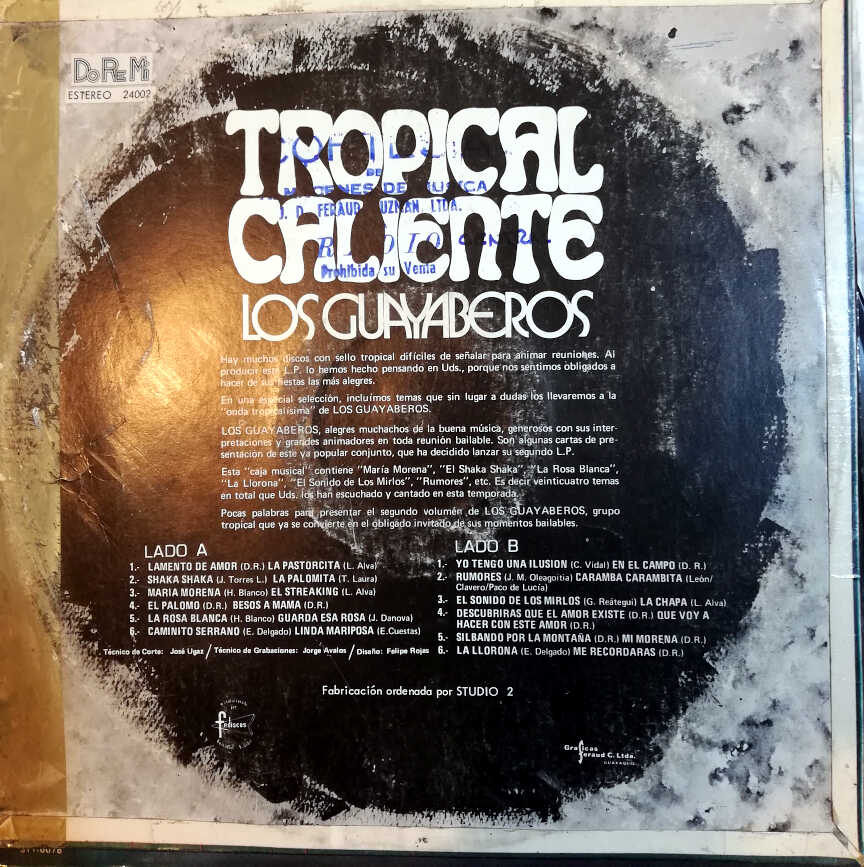 DoReMi
ESTEREO 24002
TROPICAL
CALIENTE
DE
J. D. FERAUD GUZMAN LTDA.
Prohibida su Venta
LOS GUAYABEROS
Hay muchos discos con sello tropical difíciles de señalar para animar reuniones. Al
producir este L.P. lo hemos hecho pensando en Uds., porque nos sentimos obligados a
hacer de sus fiestas las más alegres.
En una especial selección, incluímos temas que sin lugar a dudas los llevaremos a la
"onda tropicalísima" de LOS GUAYABEROS.
LOS GUAYABEROS, alegres muchachos de la buena música, generosos con sus inter-
pretaciones y grandes animadores en toda reunión bailable. Son algunas cartas de pre-
sentación de este ya popular conjunto, que ha decidido lanzar su segundo L.P.
Esta "caja musical" contiene "María Morena", "El Shaka Shaka", "La Rosa Blanca",
"La Llorona", "El Sonido de Los Mirlos", "Rumores", etc. Es decir veinticuatro temas
en total que Uds. los han escuchado y cantado en esta temporada.
Pocas palabras para presentar el segundo volumén de LOS GUAYABEROS, grupo
tropical que ya se convierte en el obligado invitado de sus momentos bailables.
LADO A
1.- LAMENTO DE AMOR (D.R.) LA PASTORCITA (L. Alva)
2.- SHAKA SHAKA (J. Torres L.) LA PALOMITA (T. Laura)
3.- MARIA MORENA (H. Blanco) EL STREAKING (L. Alva)
4.- EL PALOMO (D.R.) BESOS A MAMA (D.R.)
5.- LA ROSA BLANCA (H. Blanco) GUARDA ESA ROSA (J. Danova)
6.- CAMINITO SERRANO (E. Delgado) LINDA MARIPOSA (E.Cuestas)
LADO B
1.- YO TENGO UNA ILUSION (C. Vidal) EN EL CAMPO (D.R.)
2.- RUMORES (J. M. Oleagoitia) CARAMBA CARAMBITA (León/
Clavero/Paco de Lucía)
3.- EL SONIDO DE LOS MIRLOS (G. Reátegui) LA CHAPA (L. Alva)
4.- DESCUBRIRAS QUE EL AMOR EXISTE (D.R.) QUE VOY A
HACER CON ESTE AMOR (D.R.)
5.- SILBANDO POR LA MONTAÑA (D.R.) MI MORENA (D.R.)
6.- LA LLORONA (E. Delgado) ME RECORDARAS (D.R.)
Técnico de Corte: José Ugaz / Técnico de Grabaciones: Jorge Avalos / Diseño: Felipe Rojas
Fabricación ordenada por STUDIO 2
fediscos
Graficas
feraud C. Ltda.
GUAYAQUIL